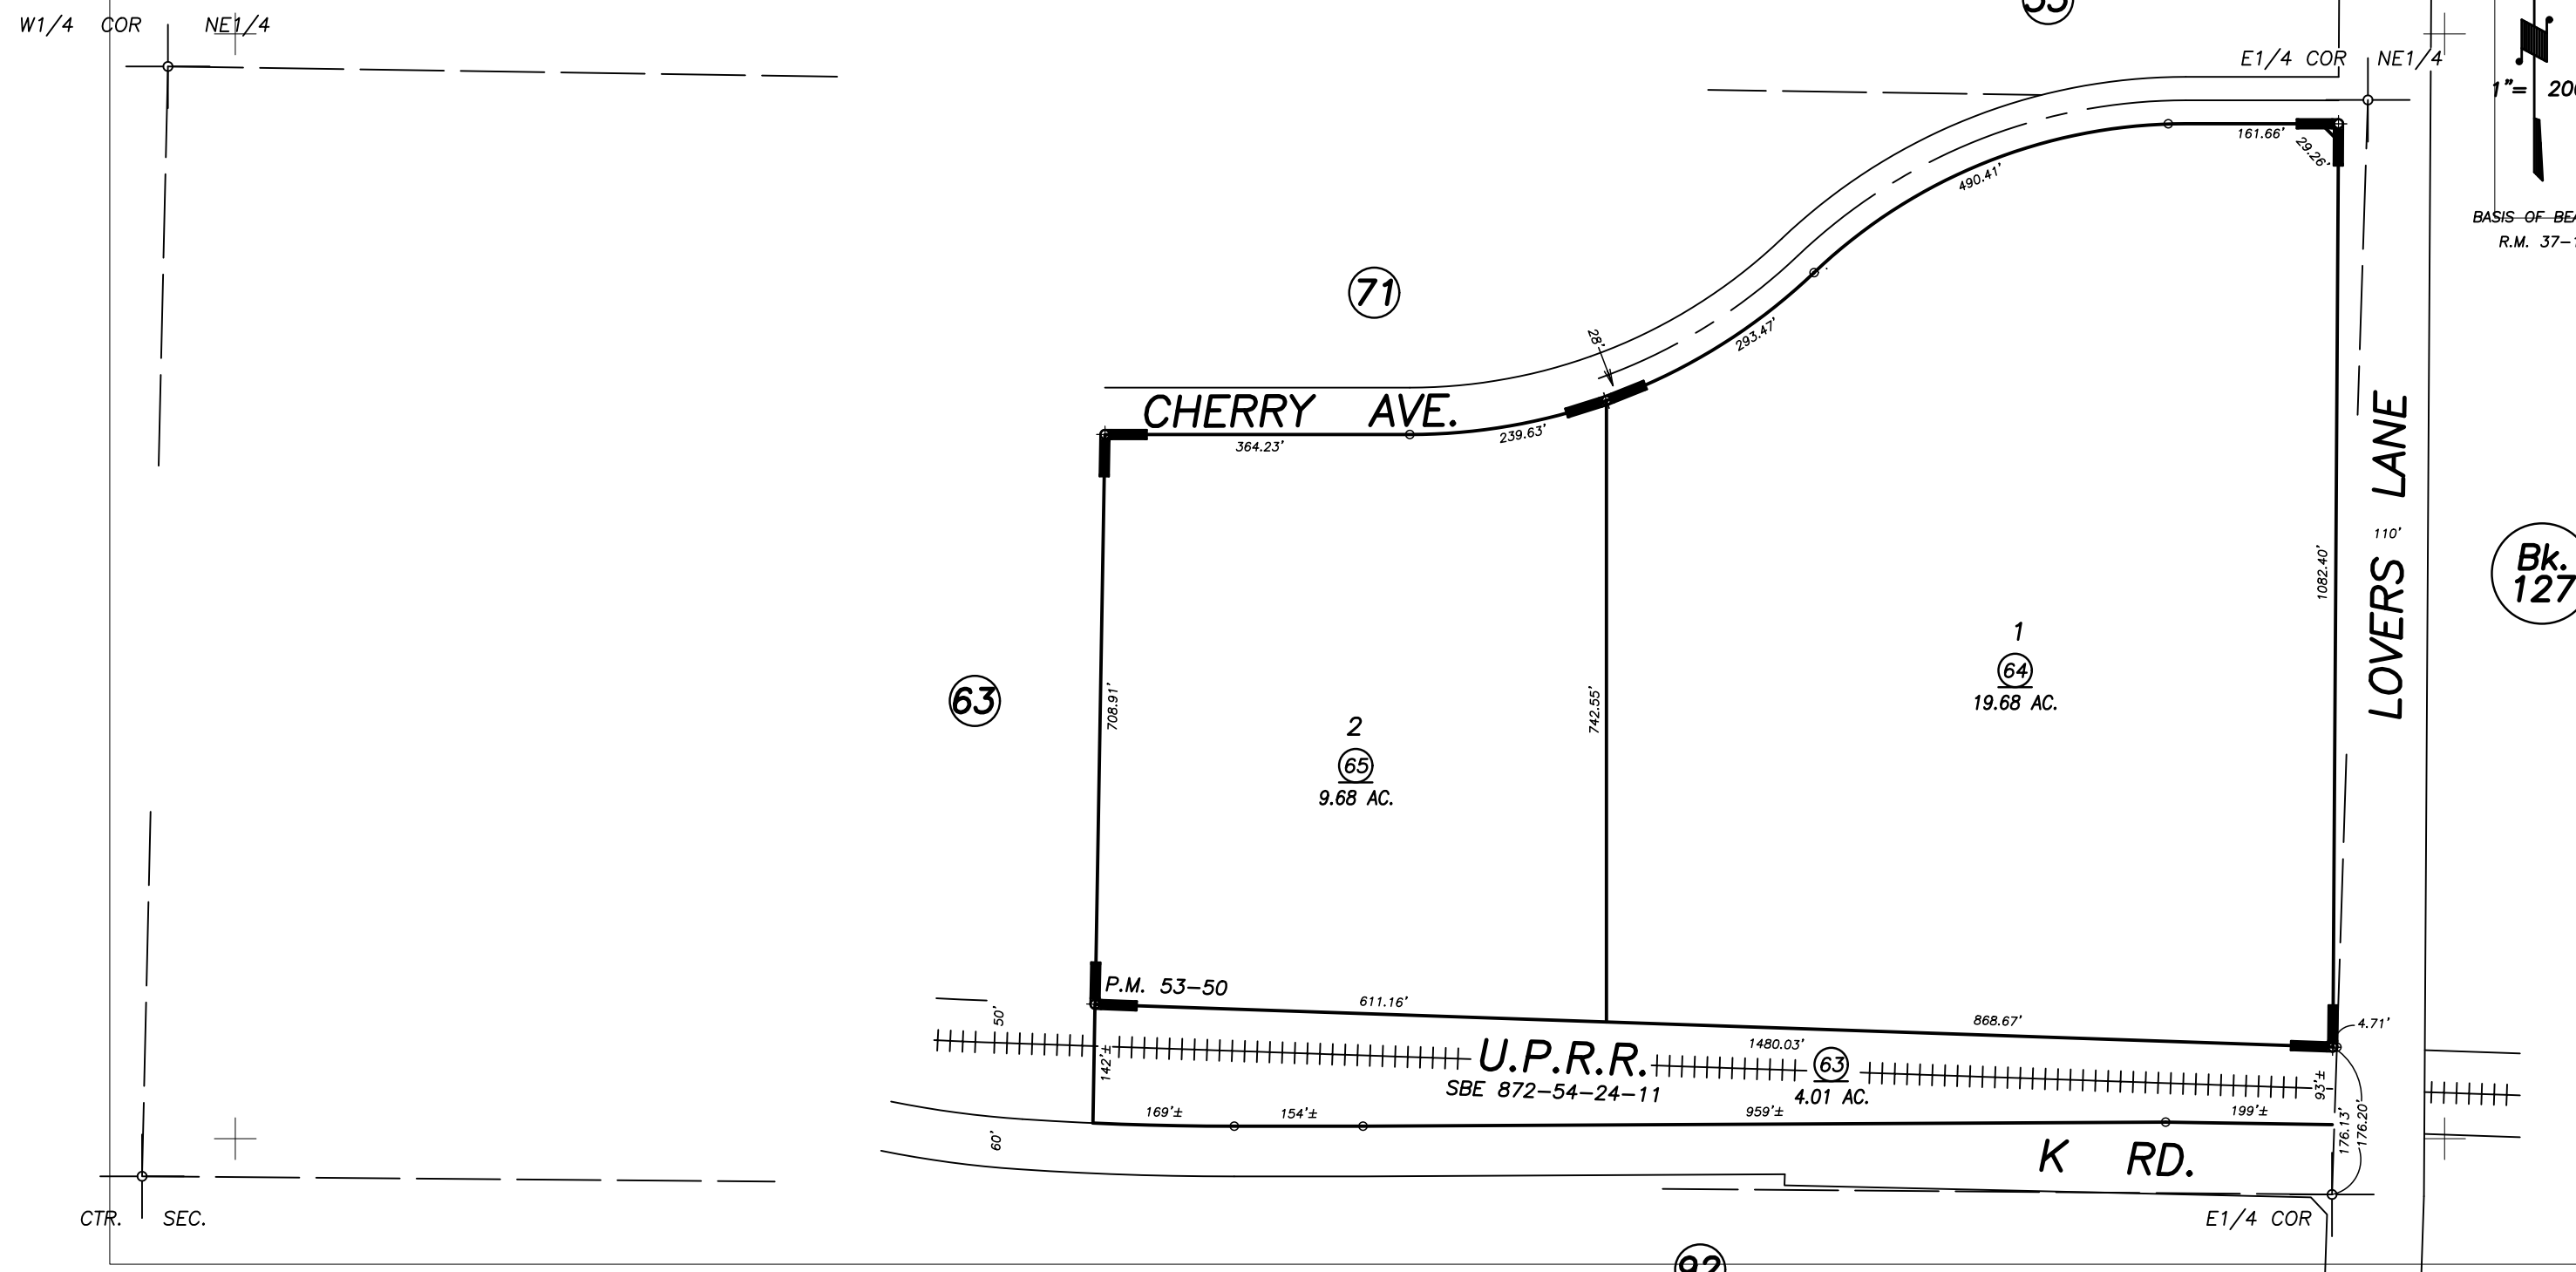 W1/4 COR NE1/4
E1/4 COR NE1/4
1"= 
BASIS OF
R.M.
161.66'
29.26'
490.41'
71
28'
293.47'
CHERRY AVE.
364.23'
239.63'
LOVERS LANE
110'
Bk.
127
1082.40'
1
64
19.68 AC.
63
708.91'
742.55'
2
65
9.68 AC.
P.M. 53-50
611.16'
868.67'
4.71'
50'
142'±
U.P.R.R.
1480.03'
63
SBE 872-54-24-11
4.01 AC.
93'±
169'±
154'±
959'±
199'±
176.13'
176.20'
60'
K RD.
CTR. SEC.
E1/4 COR
92